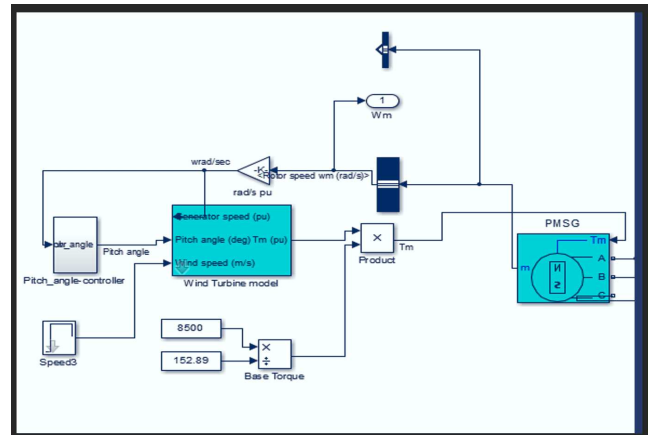 1
Wm
wrad/sec
-K-
<Rotor speed wm (rad/s)>
rad/s pu
PMSG
Generator speed (pu)
Pitch angle (deg) Tm (pu)
Wind speed (m/s)
Wind Turbine model
Pitch angle
Pitch_angle-controller
×
Product
Tm
Tm
m
A
B
C
N
S
Speed3
8500
152.89
×
÷
Base Torque